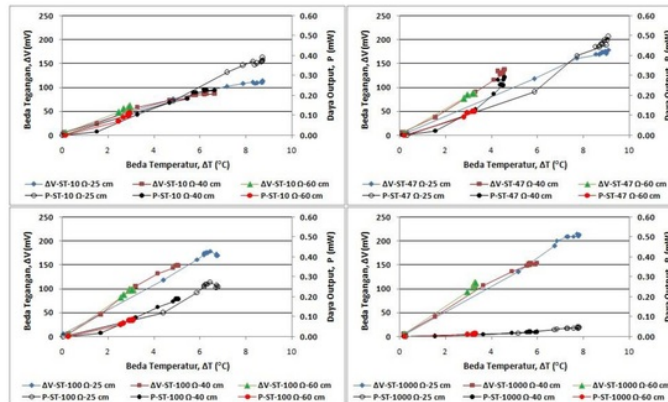 250
200
150
100
50
0
Beda Tegangan, ΔV (mV)
0.60
0.50
0.40
0.30
0.20
0.10
0.00
Daya Output, P (mW)
0 2 4 6 8 10
Beda Temperatur, ΔT (°C)
ΔV-ST-10 Ω-25 cm ΔV-ST-10 Ω-40 cm ΔV-ST-10 Ω-60 cm
P-ST-10 Ω-25 cm P-ST-10 Ω-40 cm P-ST-10 Ω-60 cm
250
200
150
100
50
0
Beda Tegangan, ΔV (mV)
0.60
0.50
0.40
0.30
0.20
0.10
0.00
Daya Output, P (mW)
0 2 4 6 8 10
Beda Temperatur, ΔT (°C)
ΔV-ST-47 Ω-25 cm ΔV-ST-47 Ω-40 cm ΔV-ST-47 Ω-60 cm
P-ST-47 Ω-25 cm P-ST-47 Ω-40 cm P-ST-47 Ω-60 cm
250
200
150
100
50
0
Beda Tegangan, ΔV (mV)
0.60
0.50
0.40
0.30
0.20
0.10
0.00
Daya Output, P (mW)
0 2 4 6 8 10
Beda Temperatur, ΔT (°C)
ΔV-ST-100 Ω-25 cm ΔV-ST-100 Ω-40 cm ΔV-ST-100 Ω-60 cm
P-ST-100 Ω-25 cm P-ST-100 Ω-40 cm P-ST-100 Ω-60 cm
250
200
150
100
50
0
Beda Tegangan, ΔV (mV)
0.60
0.50
0.40
0.30
0.20
0.10
0.00
Daya Output, P (mW)
0 2 4 6 8 10
Beda Temperatur, ΔT (°C)
ΔV-ST-1000 Ω-25 cm ΔV-ST-1000 Ω-40 cm ΔV-ST-1000 Ω-60 cm
P-ST-1000 Ω-25 cm P-ST-1000 Ω-40 cm P-ST-1000 Ω-60 cm